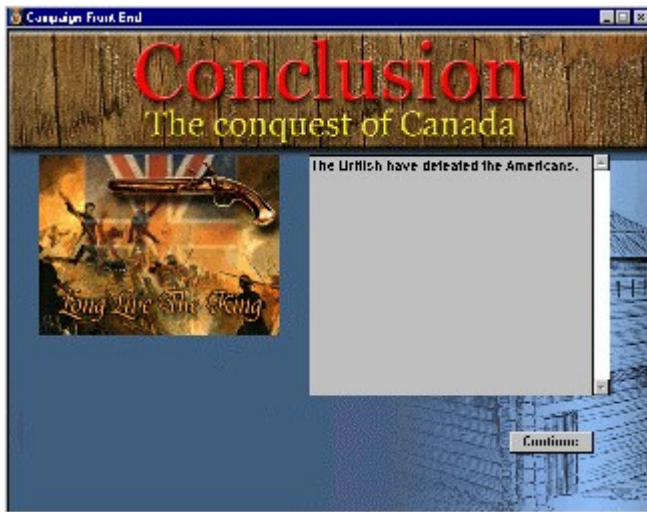 Campaign Front End
Conclusion
The conquest of Canada
The British have defeated the Americans.
Long Live The King
Continue